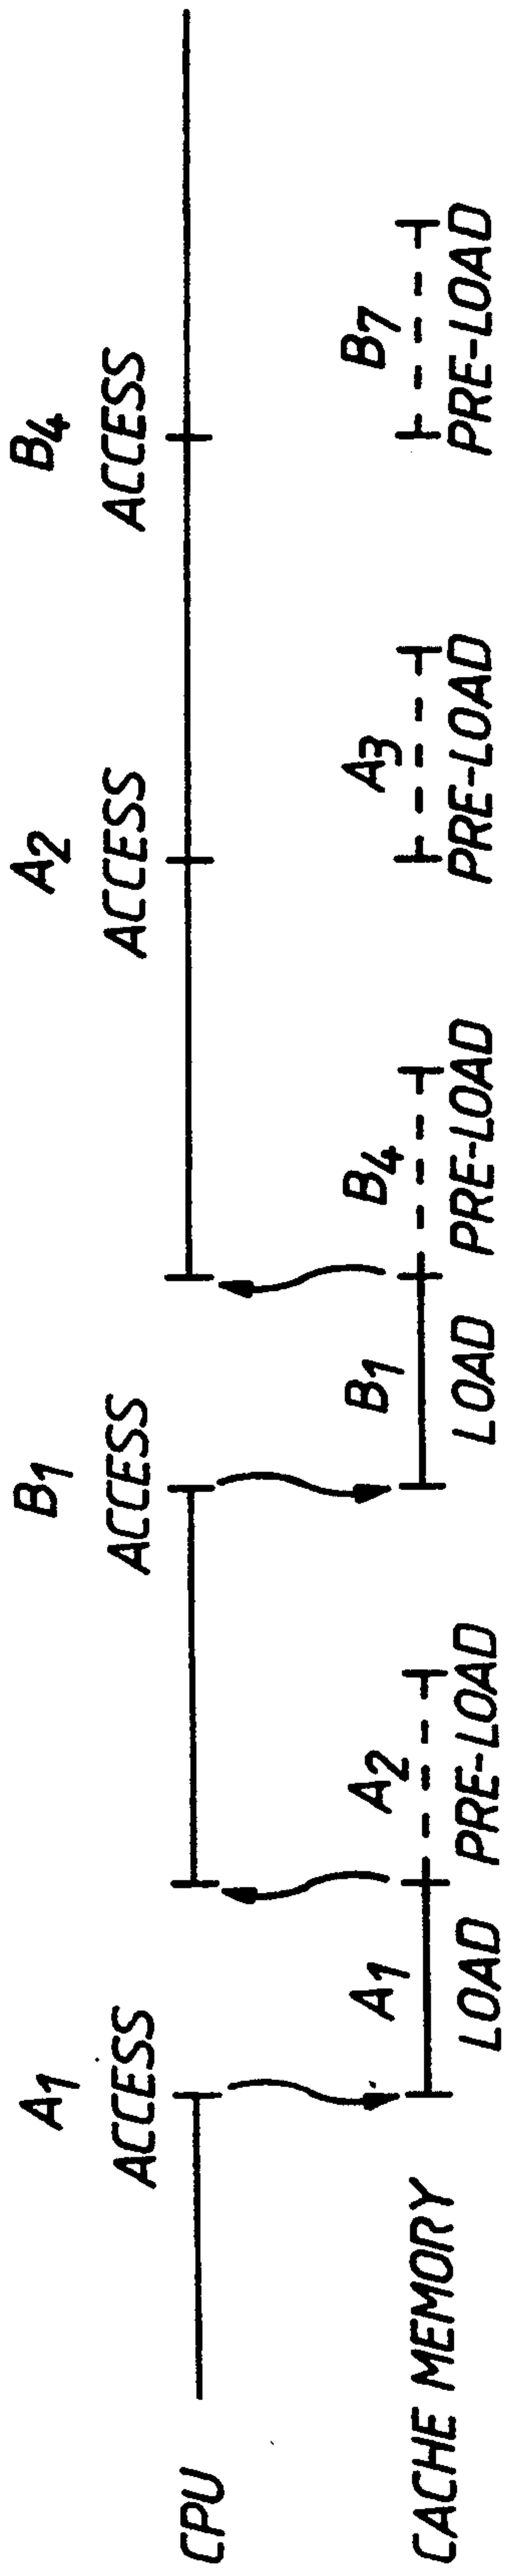 A1
ACCESS
B1
ACCESS
A2
ACCESS
B4
ACCESS
CPU
A1
LOAD
A2
PRE-LOAD
B1
LOAD
B4
PRE-LOAD
A3
PRE-LOAD
B7
PRE-LOAD
CACHE MEMORY